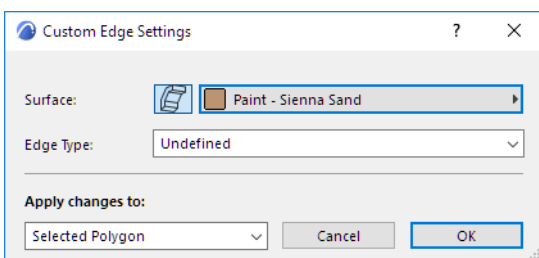 Custom Edge Settings ?
Surface: Paint - Sienna Sand
Edge Type: Undefined
Apply changes to:
Selected Polygon Cancel OK